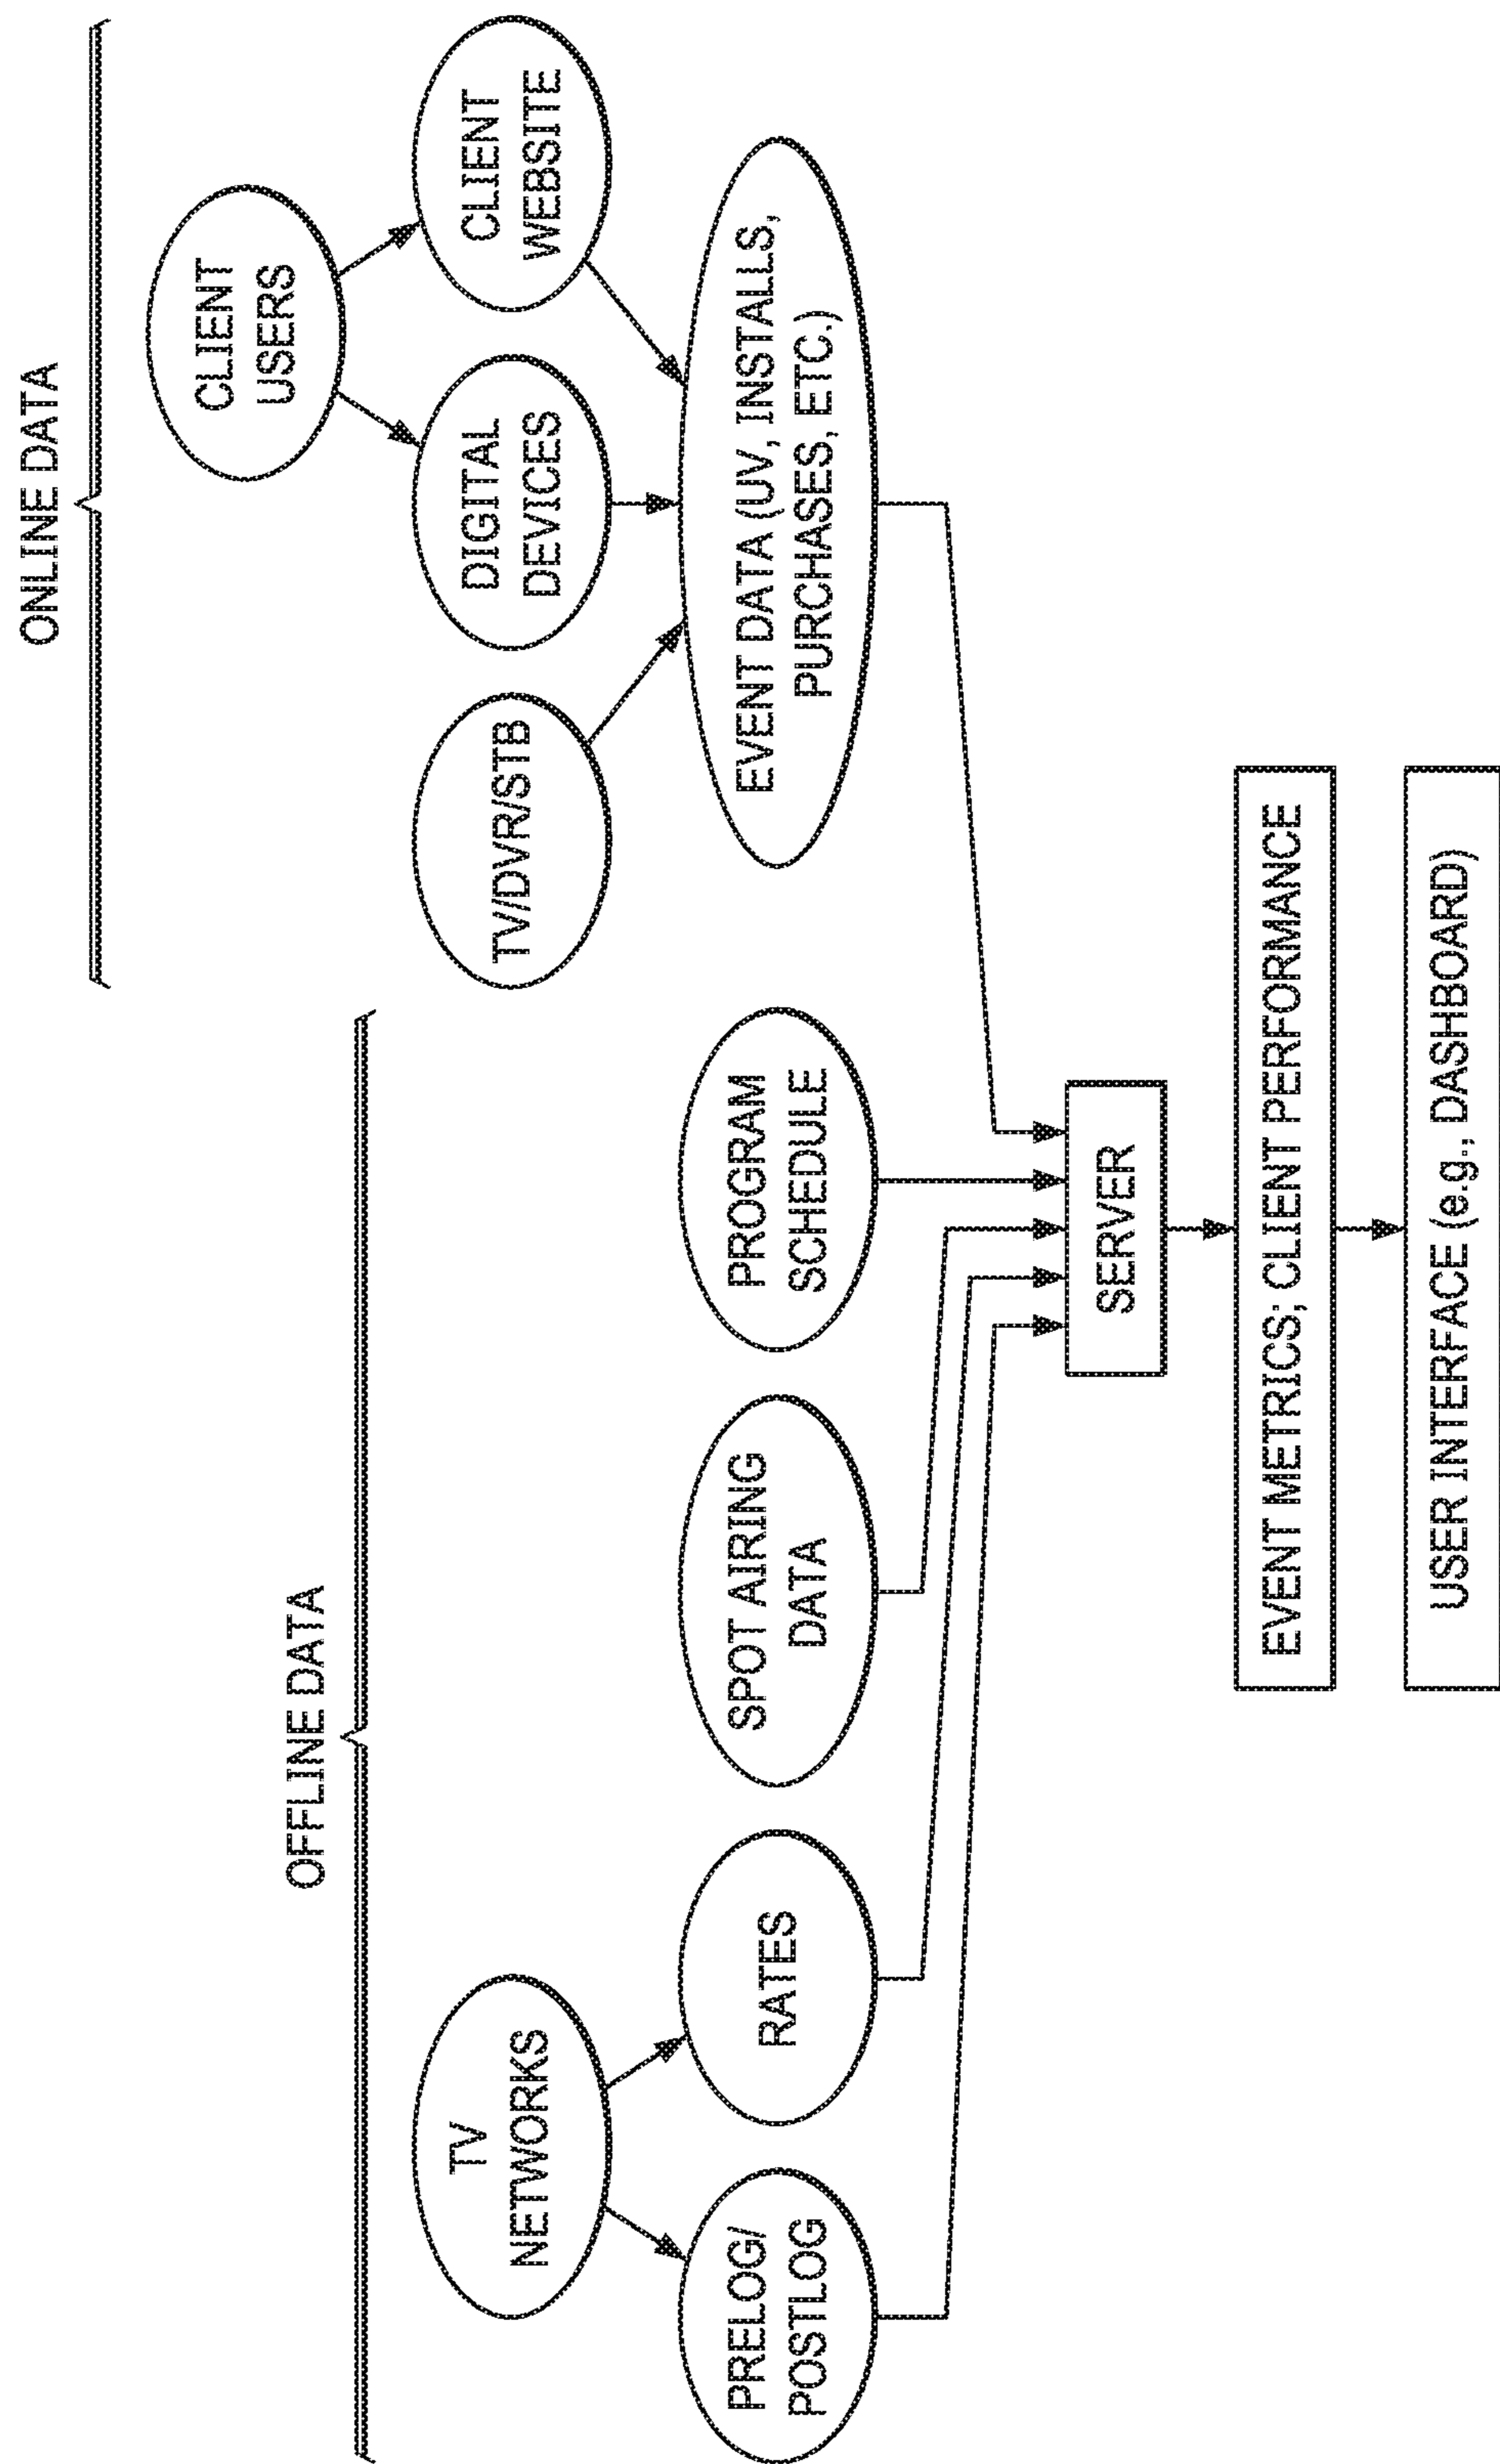 ONLINE DATA
OFFLINE DATA
CLIENT
USERS
TV
NETWORKS
TV/DVR/STB
DIGITAL
DEVICES
CLIENT
WEBSITE
PRELOG/
POSTLOG
RATES
SPOT AIRING
DATA
PROGRAM
SCHEDULE
EVENT DATA (UV, INSTALLS,
PURCHASES, ETC.)
SERVER
EVENT METRICS; CLIENT PERFORMANCE
USER INTERFACE (e.g., DASHBOARD)